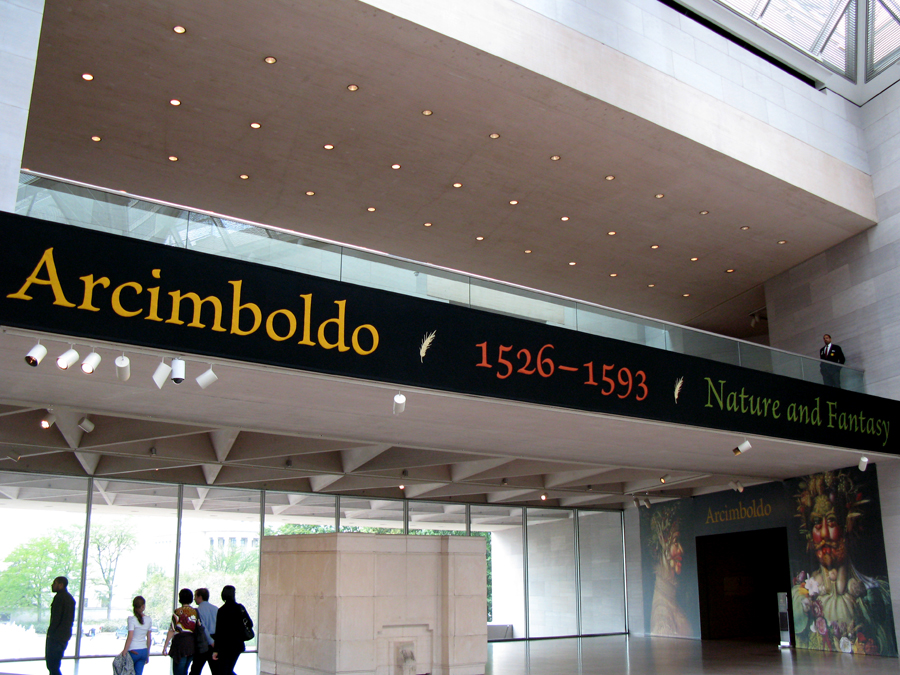 Arcimboldo 1526–1593 Nature and Fantasy
Arcimboldo